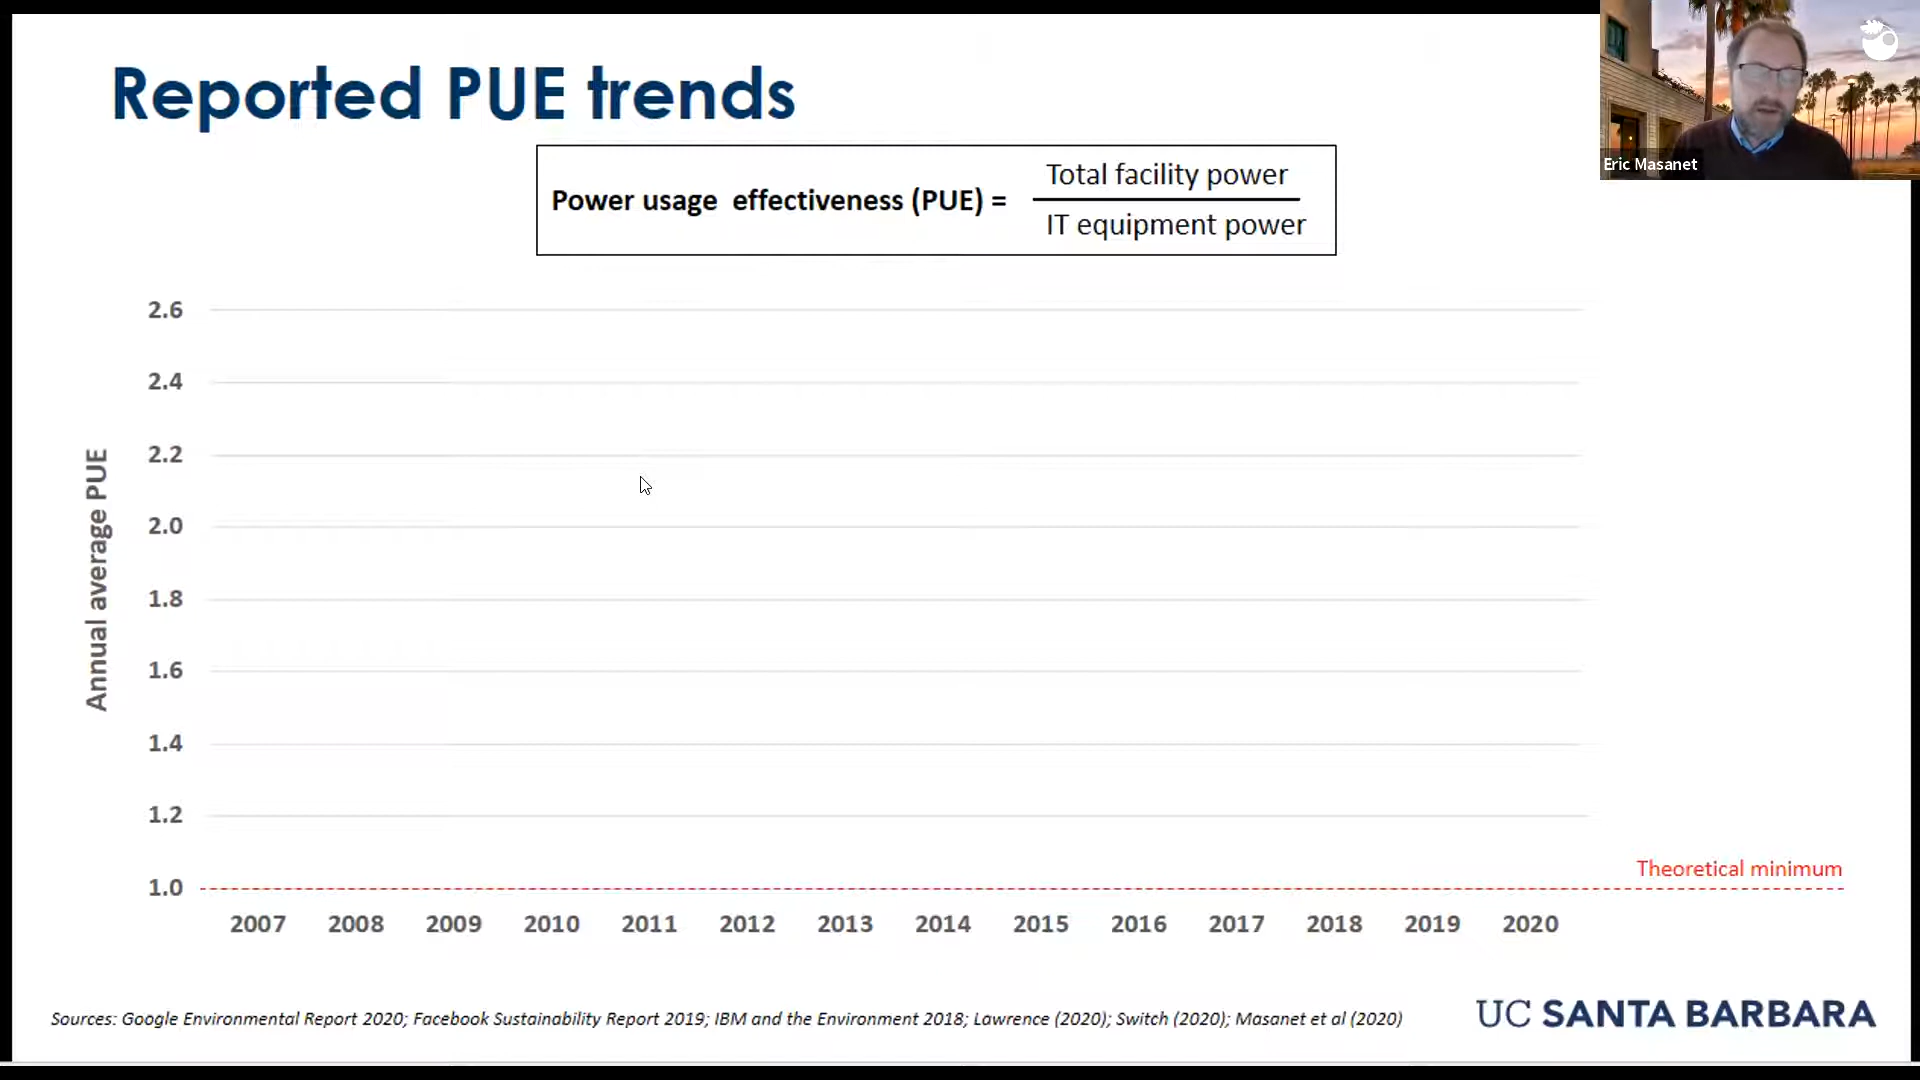 Reported PUE trends
Eric Masanet
Power usage effectiveness (PUE) =
Total facility power
IT equipment power
2.6
2.4
2.2
2.0
1.8
1.6
1.4
1.2
1.0
Annual average PUE
Theoretical minimum
2007 2008 2009 2010 2011 2012 2013 2014 2015 2016 2017 2018 2019 2020
Sources: Google Environmental Report 2020; Facebook Sustainability Report 2019; IBM and the Environment 2018; Lawrence (2020); Switch (2020); Masanet et al (2020)
UC SANTA BARBARA